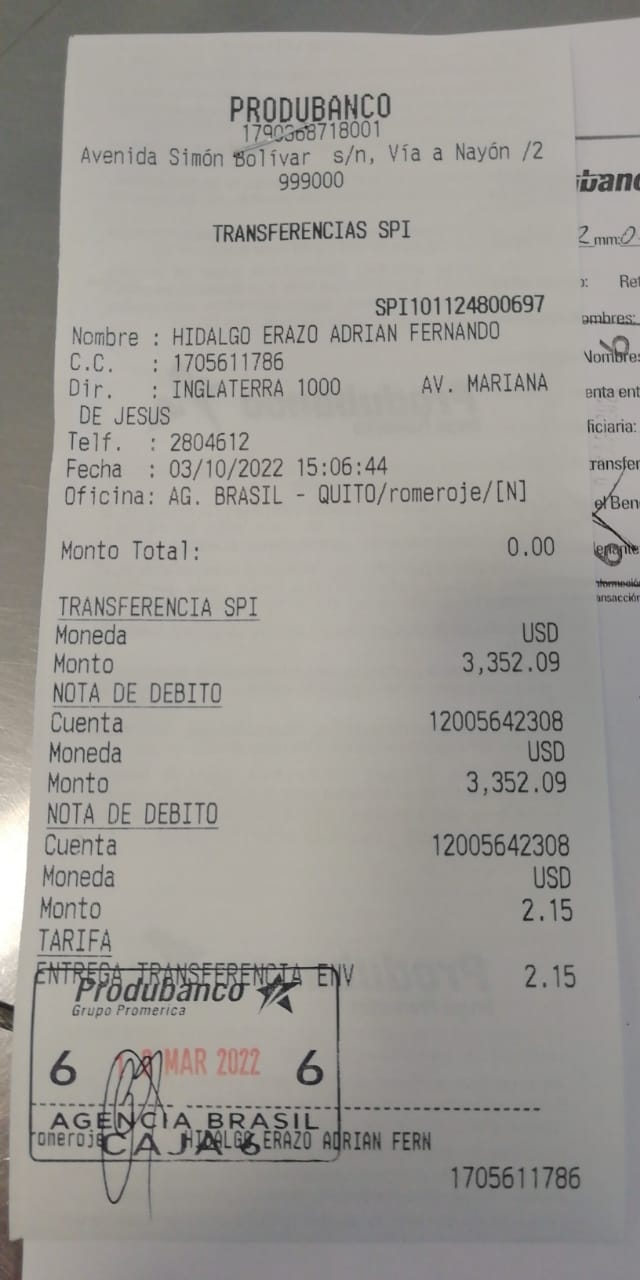 PRODUBANCO
1790368718001
Avenida Simón Bolívar s/n, Vía a Nayón /2
999000
TRANSFERENCIAS SPI
SPI101124800697
Nombre : HIDALGO ERAZO ADRIAN FERNANDO
C.C. : 1705611786
Dir. : INGLATERRA 1000 AV. MARIANA
DE JESUS
Telf. : 2804612
Fecha : 03/10/2022 15:06:44
Oficina: AG. BRASIL - QUITO/romeroje/[N]
Monto Total: 0.00
TRANSFERENCIA SPI
Moneda USD
Monto 3,352.09
NOTA DE DEBITO
Cuenta 12005642308
Moneda USD
Monto 3,352.09
NOTA DE DEBITO
Cuenta 12005642308
Moneda USD
Monto 2.15
TARIFA
ENTREGA TRANSFERENCIA ENV 2.15
Produbanco
Grupo Promerica
6 MAR 2022 6
AGENCIA BRASIL
CAJA 6
romeroje HIDALGO ERAZO ADRIAN FERN
1705611786